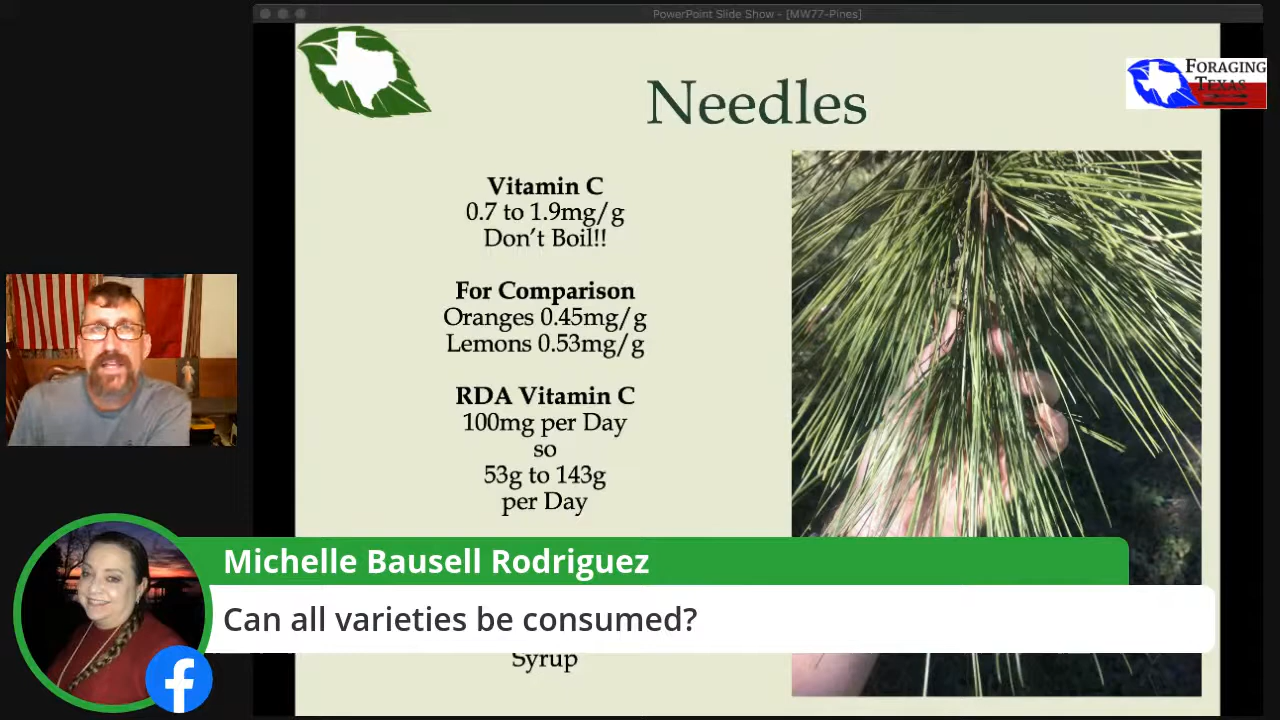 PowerPoint Slide Show - [MW77-Pines]
FORAGING
TEXAS
Needles
Vitamin C
0.7 to 1.9mg/g
Don't Boil!!
For Comparison
Oranges 0.45mg/g
Lemons 0.53mg/g
RDA Vitamin C
100mg per Day
so
53g to 143g
per Day
Michelle Bausell Rodriguez
Can all varieties be consumed?
Syrup